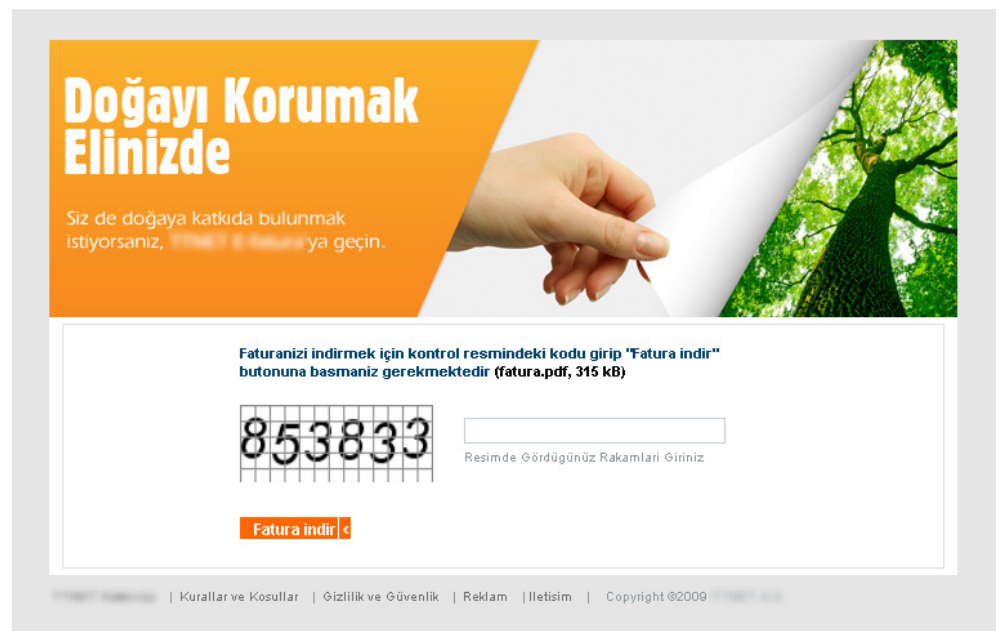 Doğayı Korumak
Elinizde
Siz de doğaya katkıda bulunmak
istiyorsanız, ya geçin.
Faturanizi indirmek için kontrol resmindeki kodu girip "Fatura indir"
butonuna basmaniz gerekmektedir (fatura.pdf, 315 kB)
853833
Resimde Gördügünüz Rakamlari Giriniz
Fatura indir <
| Kurallar ve Kosullar | Gizlilik ve Güvenlik | Reklam | Iletisim | Copyright ©2009